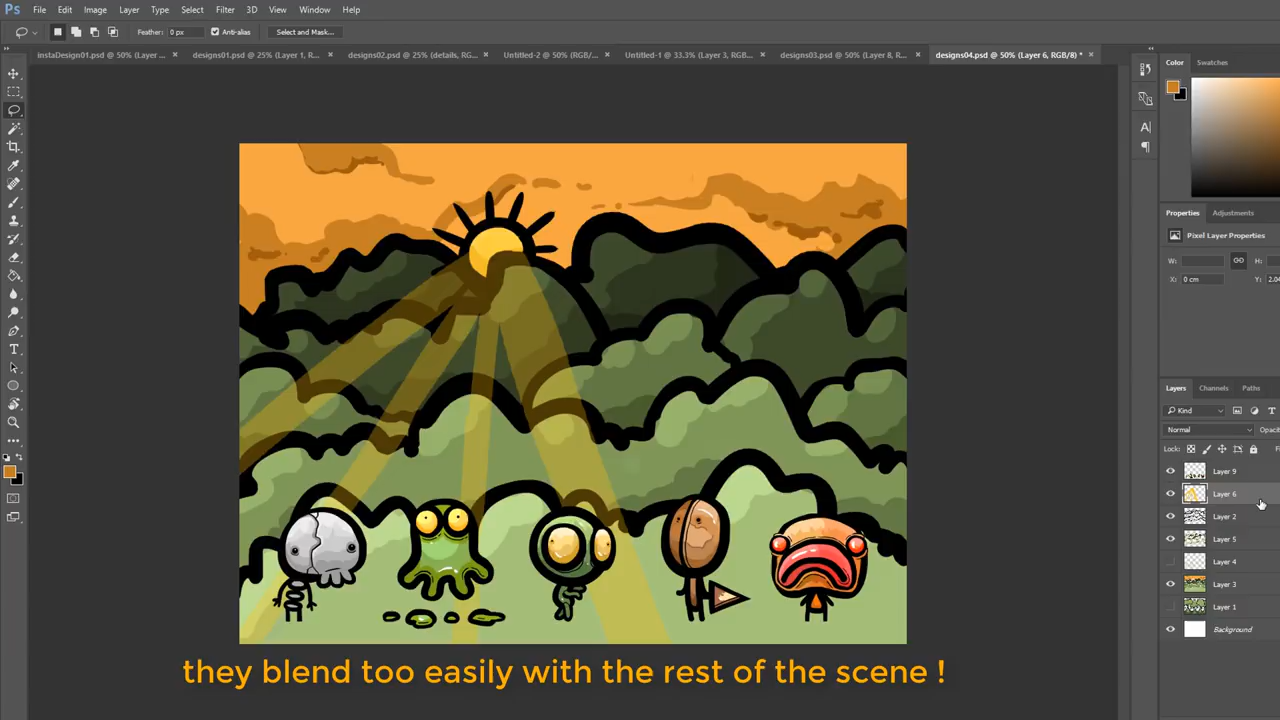 Ps File Edit Image Layer Type Select Filter 3D View Window Help
Feather: 0 px Anti-alias Select and Mask...
instaDesign01.psd @ 50% (Layer ... × designs01.psd @ 25% (Layer 1, R... × designs02.psd @ 25% (details, RG... × Untitled-2 @ 50% (RGB/... × Untitled-1 @ 33.3% (Layer 3, RGB... × designs03.psd @ 50% (Layer 8, R... × designs04.psd @ 50% (Layer 6, RGB/8) * ×
Color Swatches
Properties Adjustments
Pixel Layer Properties
W: H:
X: 0 cm Y: 2.0
Layers Channels Paths
Kind
Normal Opaci
Lock: Fi
Layer 9
Layer 6
Layer 2
Layer 5
Layer 4
Layer 3
Layer 1
Background
they blend too easily with the rest of the scene !